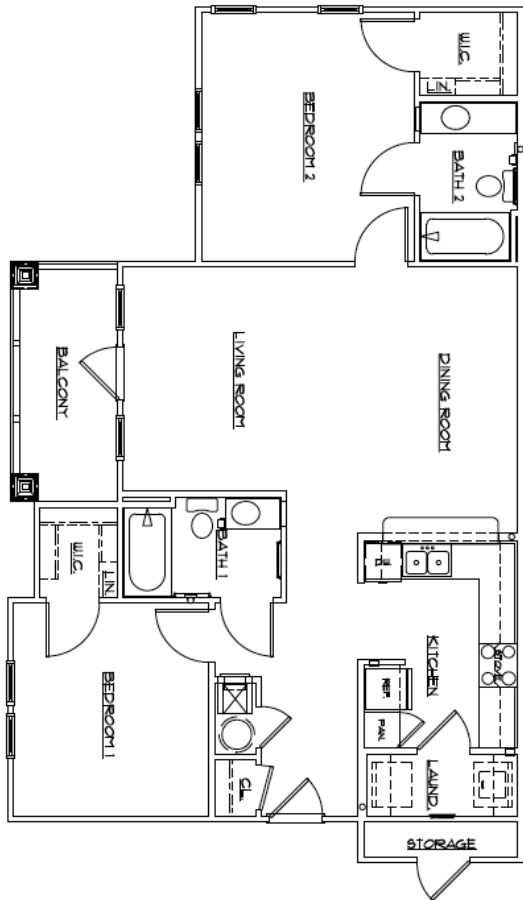 W.I.C.
LIN.
BEDROOM 2
BATH 2
LIVING ROOM
DINING ROOM
BALCONY
W.I.C.
LIN.
BATH 1
KITCHEN
STOVE
REF.
PAN.
BEDROOM 1
CL.
LAUND.
STORAGE